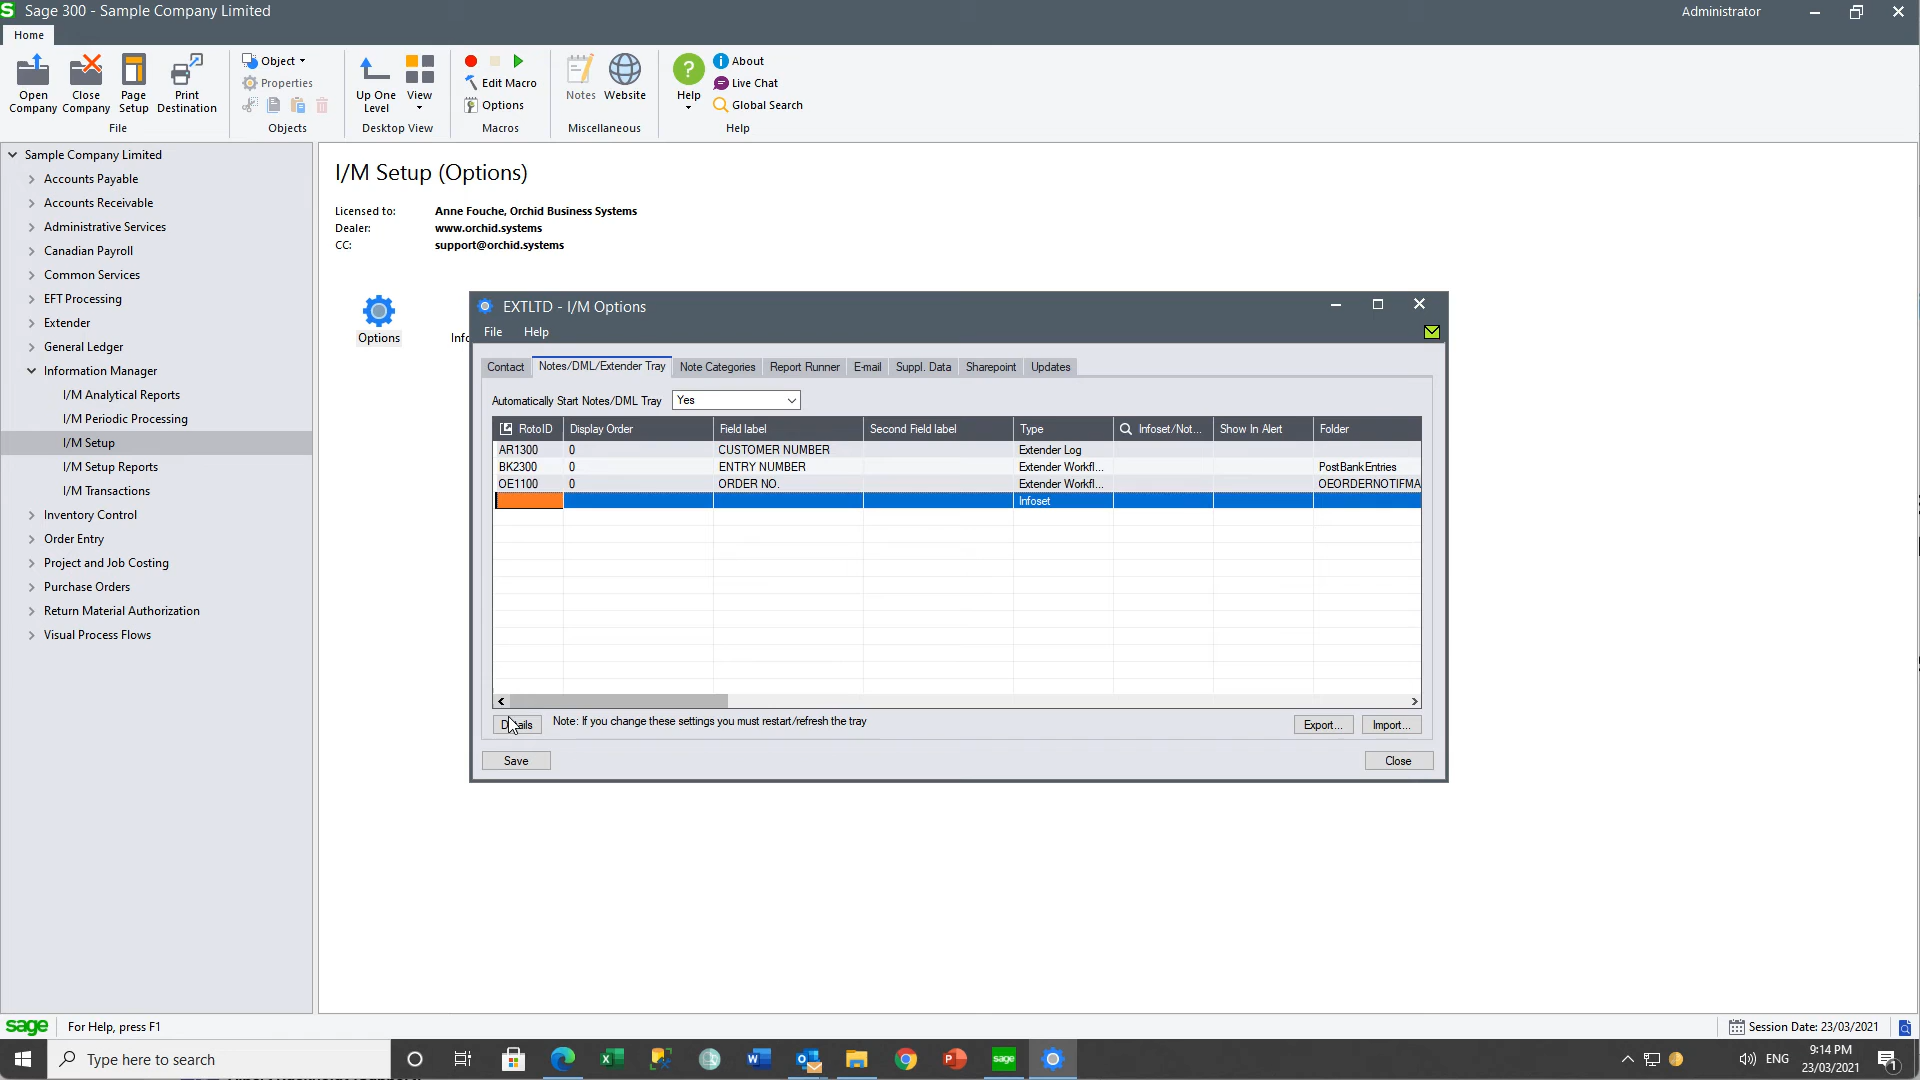 Sage 300 - Sample Company Limited
Administrator
Home
Open Company
Close Company
Page Setup
Print Destination
File
Object
Properties
Objects
Up One Level
View
Desktop View
Edit Macro
Options
Macros
Notes
Website
Miscellaneous
Help
About
Live Chat
Global Search
Help
Sample Company Limited
Accounts Payable
Accounts Receivable
Administrative Services
Canadian Payroll
Common Services
EFT Processing
Extender
General Ledger
Information Manager
I/M Analytical Reports
I/M Periodic Processing
I/M Setup
I/M Setup Reports
I/M Transactions
Inventory Control
Order Entry
Project and Job Costing
Purchase Orders
Return Material Authorization
Visual Process Flows
I/M Setup (Options)
Licensed to: Anne Fouche, Orchid Business Systems
Dealer: www.orchid.systems
CC: support@orchid.systems
Options
Info
EXTLTD - I/M Options
File Help
Contact Notes/DML/Extender Tray Note Categories Report Runner E-mail Suppl. Data Sharepoint Updates
Automatically Start Notes/DML Tray Yes
RotoID Display Order Field label Second Field label Type Infoset/Not... Show In Alert Folder
AR1300 0 CUSTOMER NUMBER Extender Log
BK2300 0 ENTRY NUMBER Extender Workfl... PostBankEntries
OE1100 0 ORDER NO. Extender Workfl... OEORDERNOTIFMA
Infoset
Note: If you change these settings you must restart/refresh the tray
Export... Import...
Save Close
sage For Help, press F1
Session Date: 23/03/2021
Type here to search
sage
ENG
9:14 PM
23/03/2021
1